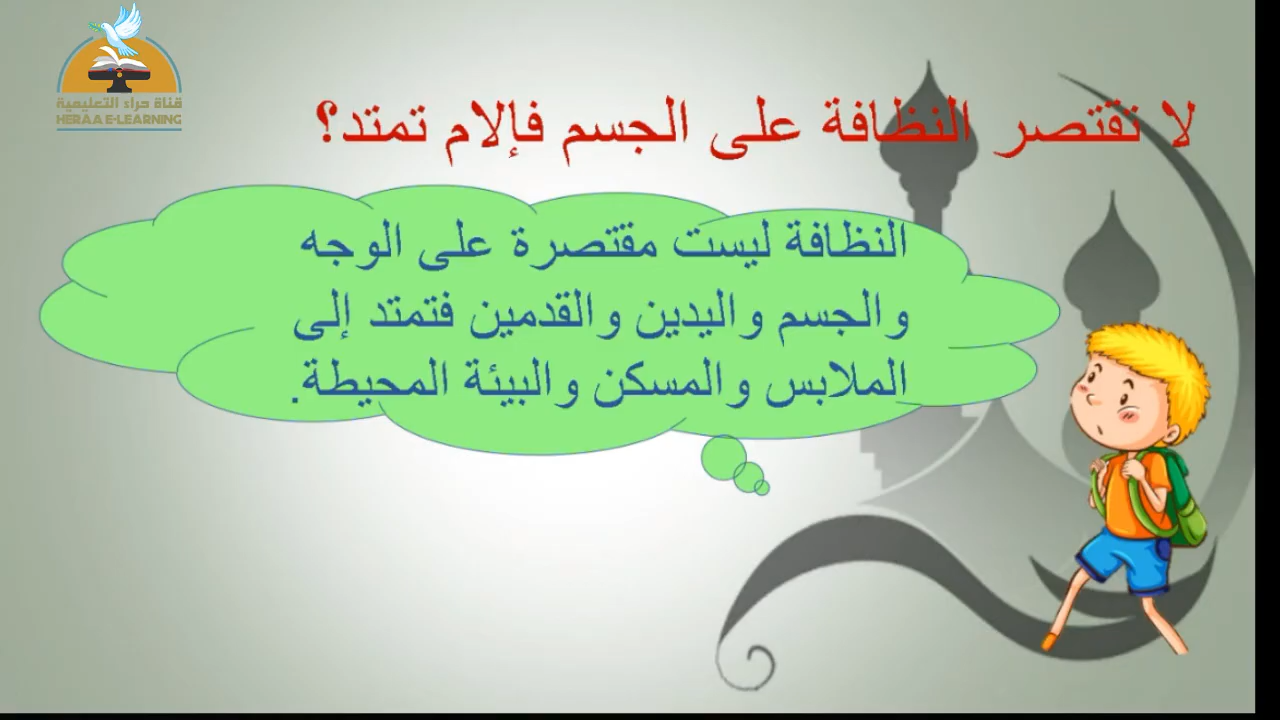 قناة حراء التعليمية
HERAA E-LEARNING
لا تقتصر النظافة على الجسم فإلام تمتد؟
النظافة ليست مقتصرة على الوجه
والجسم واليدين والقدمين فتمتد إلى
الملابس والمسكن والبيئة المحيطة.